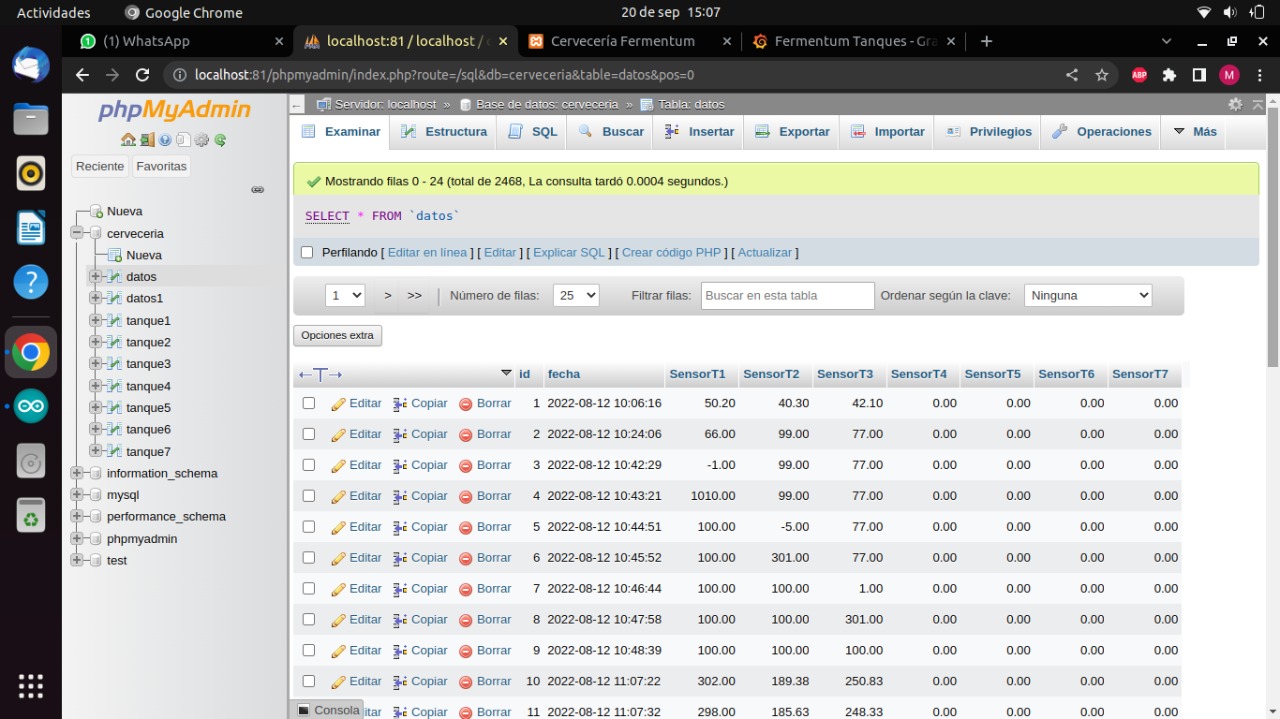 Actividades Google Chrome 20 de sep 15:07
(1) WhatsApp localhost:81 / localhost / Cervecería Fermentum Fermentum Tanques - Gra
localhost:81/phpmyadmin/index.php?route=/sql&db=cerveceria&table=datos&pos=0 ABP M
phpMyAdmin
Reciente Favoritas
Nueva
cerveceria
Nueva
datos
datos1
tanque1
tanque2
tanque3
tanque4
tanque5
tanque6
tanque7
information_schema
mysql
performance_schema
phpmyadmin
test
Servidor: localhost » Base de datos: cerveceria » Tabla: datos
Examinar Estructura SQL Buscar Insertar Exportar Importar Privilegios Operaciones Más
Mostrando filas 0 - 24 (total de 2468, La consulta tardó 0.0004 segundos.)
SELECT * FROM `datos`
Perfilando [ Editar en línea ] [ Editar ] [ Explicar SQL ] [ Crear código PHP ] [ Actualizar ]
1 > >> Número de filas: 25 Filtrar filas: Buscar en esta tabla Ordenar según la clave: Ninguna
Opciones extra
←T→ id fecha SensorT1 SensorT2 SensorT3 SensorT4 SensorT5 SensorT6 SensorT7
Editar Copiar Borrar 1 2022-08-12 10:06:16 50.20 40.30 42.10 0.00 0.00 0.00 0.00
Editar Copiar Borrar 2 2022-08-12 10:24:06 66.00 99.00 77.00 0.00 0.00 0.00 0.00
Editar Copiar Borrar 3 2022-08-12 10:42:29 -1.00 99.00 77.00 0.00 0.00 0.00 0.00
Editar Copiar Borrar 4 2022-08-12 10:43:21 1010.00 99.00 77.00 0.00 0.00 0.00 0.00
Editar Copiar Borrar 5 2022-08-12 10:44:51 100.00 -5.00 77.00 0.00 0.00 0.00 0.00
Editar Copiar Borrar 6 2022-08-12 10:45:52 100.00 301.00 77.00 0.00 0.00 0.00 0.00
Editar Copiar Borrar 7 2022-08-12 10:46:44 100.00 100.00 1.00 0.00 0.00 0.00 0.00
Editar Copiar Borrar 8 2022-08-12 10:47:58 100.00 100.00 301.00 0.00 0.00 0.00 0.00
Editar Copiar Borrar 9 2022-08-12 10:48:39 100.00 100.00 100.00 0.00 0.00 0.00 0.00
Editar Copiar Borrar 10 2022-08-12 11:07:22 302.00 189.38 250.83 0.00 0.00 0.00 0.00
Consola itar Copiar Borrar 11 2022-08-12 11:07:32 298.00 185.63 248.33 0.00 0.00 0.00 0.00